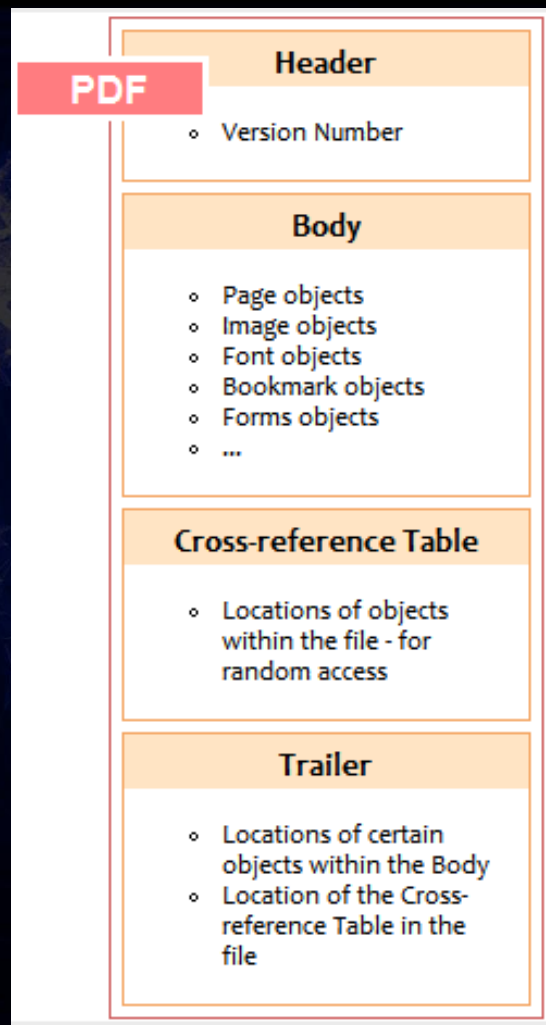 Header
PDF
Version Number
Body
Page objects
Image objects
Font objects
Bookmark objects
Forms objects
...
Cross-reference Table
Locations of objects
within the file - for
random access
Trailer
Locations of certain
objects within the Body
Location of the Cross-
reference Table in the
file